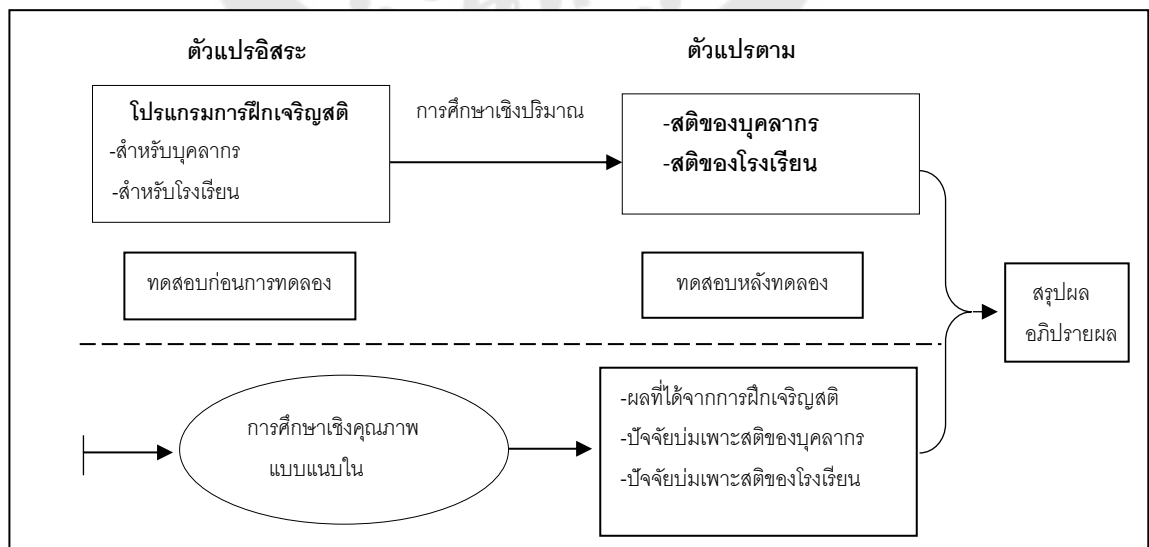 ตัวแปรอิสระ
ตัวแปรตาม
โปรแกรมการฝึกเจริญสติ
-สำหรับบุคลากร
-สำหรับโรงเรียน
การศึกษาเชิงปริมาณ
-สติของบุคลากร
-สติของโรงเรียน
ทดสอบก่อนการทดลอง
ทดสอบหลังทดลอง
สรุปผล
อภิปรายผล
การศึกษาเชิงคุณภาพ
แบบแนบใน
-ผลที่ได้จากการฝึกเจริญสติ
-ปัจจัยบ่มเพาะสติของบุคลากร
-ปัจจัยบ่มเพาะสติของโรงเรียน